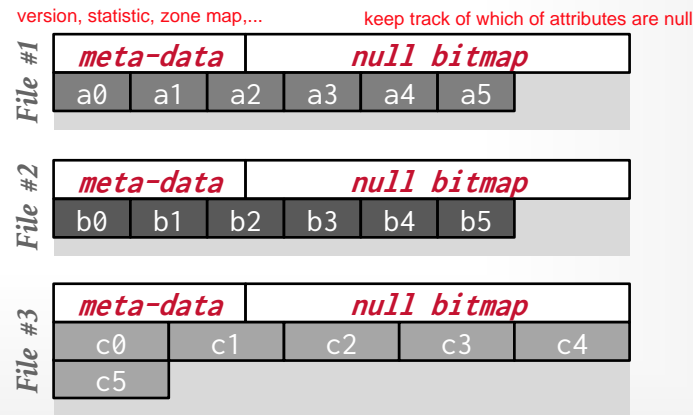 version, statistic, zone map,...
keep track of which of attributes are null
File #1
meta-data null bitmap
a0 a1 a2 a3 a4 a5
File #2
meta-data null bitmap
b0 b1 b2 b3 b4 b5
File #3
meta-data null bitmap
c0 c1 c2 c3 c4
c5